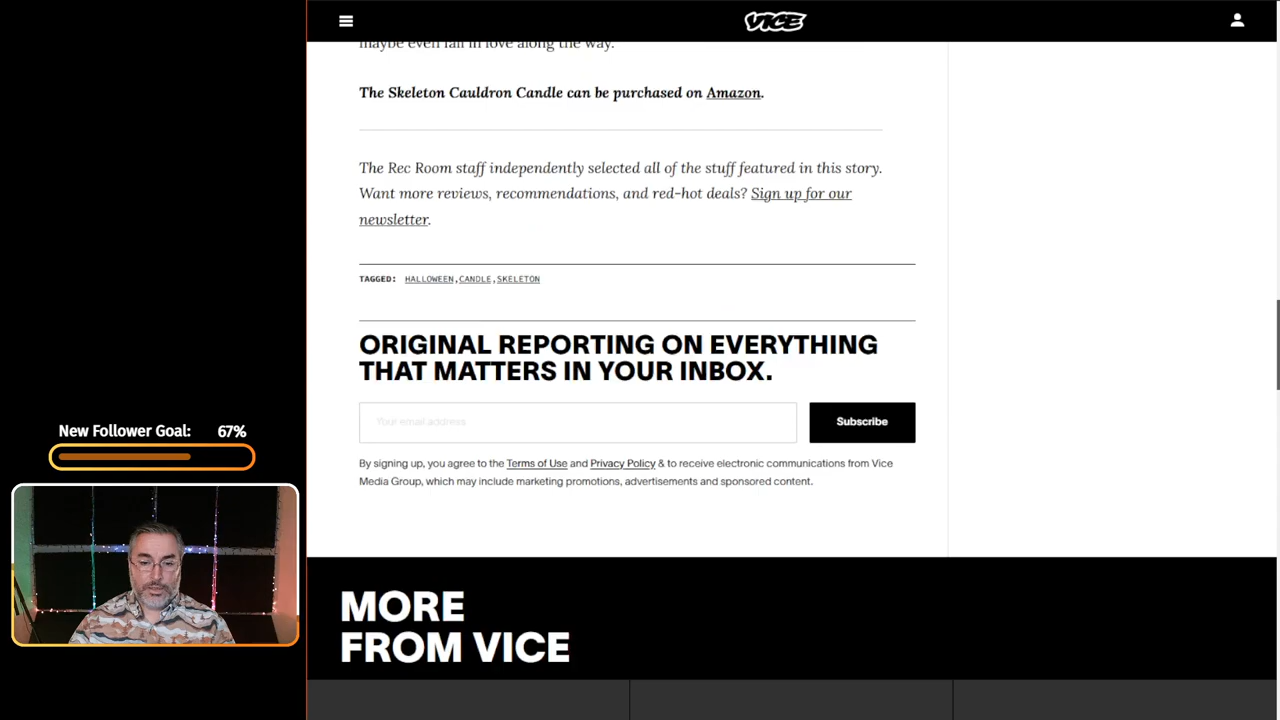 VICE
maybe even fall in love along the way.
The Skeleton Cauldron Candle can be purchased on Amazon.
The Rec Room staff independently selected all of the stuff featured in this story.
Want more reviews, recommendations, and red-hot deals? Sign up for our
newsletter.
TAGGED: HALLOWEEN,CANDLE,SKELETON
ORIGINAL REPORTING ON EVERYTHING
THAT MATTERS IN YOUR INBOX.
Your email address
Subscribe
By signing up, you agree to the Terms of Use and Privacy Policy & to receive electronic communications from Vice
Media Group, which may include marketing promotions, advertisements and sponsored content.
New Follower Goal: 67%
MORE
FROM VICE